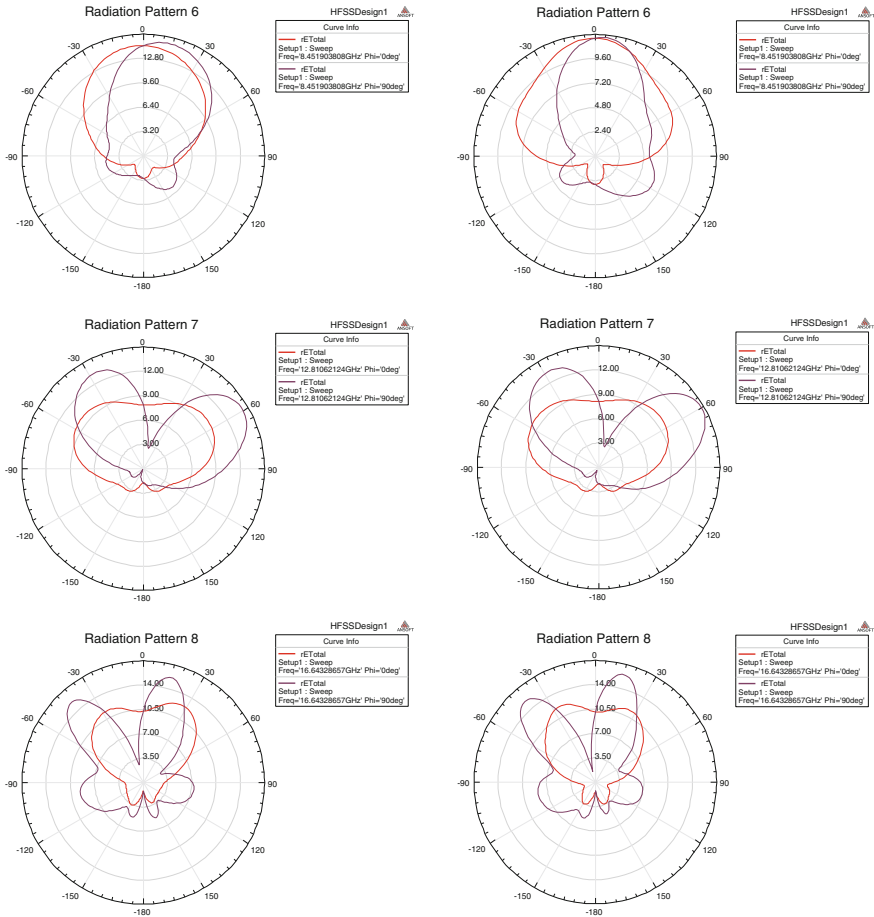 Radiation Pattern 6
HFSSDesign1
ANSOFT
Curve Info
rETotal
Setup1 : Sweep
Freq='8.451903808GHz' Phi='0deg'
rETotal
Setup1 : Sweep
Freq='8.451903808GHz' Phi='90deg'
0
30
60
90
120
150
-180
-150
-120
-90
-60
-30
12.80
9.60
6.40
3.20
Radiation Pattern 6
HFSSDesign1
ANSOFT
Curve Info
rETotal
Setup1 : Sweep
Freq='8.451903808GHz' Phi='0deg'
rETotal
Setup1 : Sweep
Freq='8.451903808GHz' Phi='90deg'
0
30
60
90
120
150
-180
-150
-120
-90
-60
-30
9.60
7.20
4.80
2.40
Radiation Pattern 7
HFSSDesign1
ANSOFT
Curve Info
rETotal
Setup1 : Sweep
Freq='12.81062124GHz' Phi='0deg'
rETotal
Setup1 : Sweep
Freq='12.81062124GHz' Phi='90deg'
0
30
60
90
120
150
-180
-150
-120
-90
-60
-30
12.00
9.00
6.00
3.00
Radiation Pattern 7
HFSSDesign1
ANSOFT
Curve Info
rETotal
Setup1 : Sweep
Freq='12.81062124GHz' Phi='0deg'
rETotal
Setup1 : Sweep
Freq='12.81062124GHz' Phi='90deg'
0
30
60
90
120
150
-180
-150
-120
-90
-60
-30
12.00
9.00
6.00
3.00
Radiation Pattern 8
HFSSDesign1
ANSOFT
Curve Info
rETotal
Setup1 : Sweep
Freq='16.64328657GHz' Phi='0deg'
rETotal
Setup1 : Sweep
Freq='16.64328657GHz' Phi='90deg'
0
30
60
90
120
150
-180
-150
-120
-90
-60
-30
14.00
10.50
7.00
3.50
Radiation Pattern 8
HFSSDesign1
ANSOFT
Curve Info
rETotal
Setup1 : Sweep
Freq='16.64328657GHz' Phi='0deg'
rETotal
Setup1 : Sweep
Freq='16.64328657GHz' Phi='90deg'
0
30
60
90
120
150
-180
-150
-120
-90
-60
-30
14.00
10.50
7.00
3.50